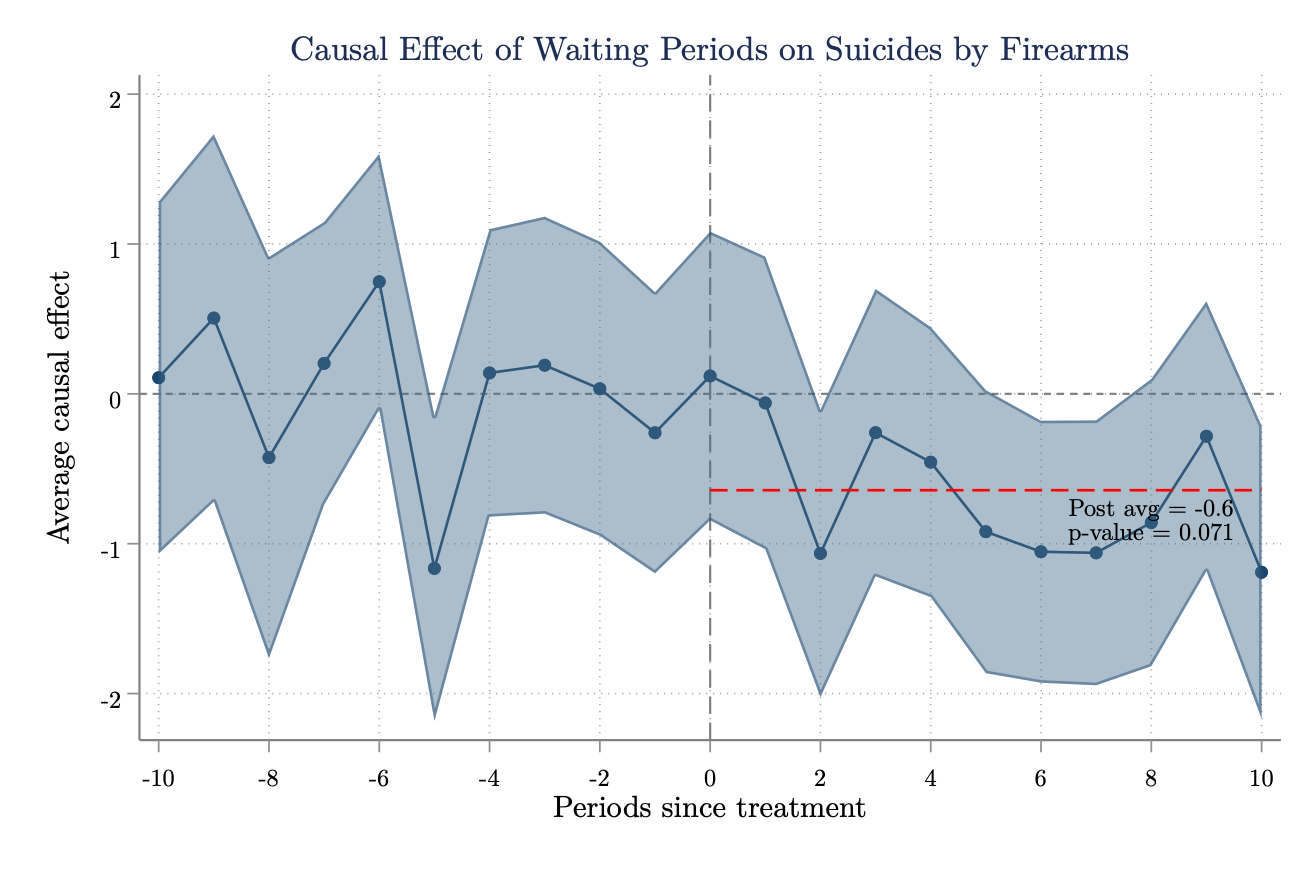 Causal Effect of Waiting Periods on Suicides by Firearms
2
1
0
-1
-2
Average causal effect
Post avg = -0.6
p-value = 0.071
-10 -8 -6 -4 -2 0 2 4 6 8 10
Periods since treatment